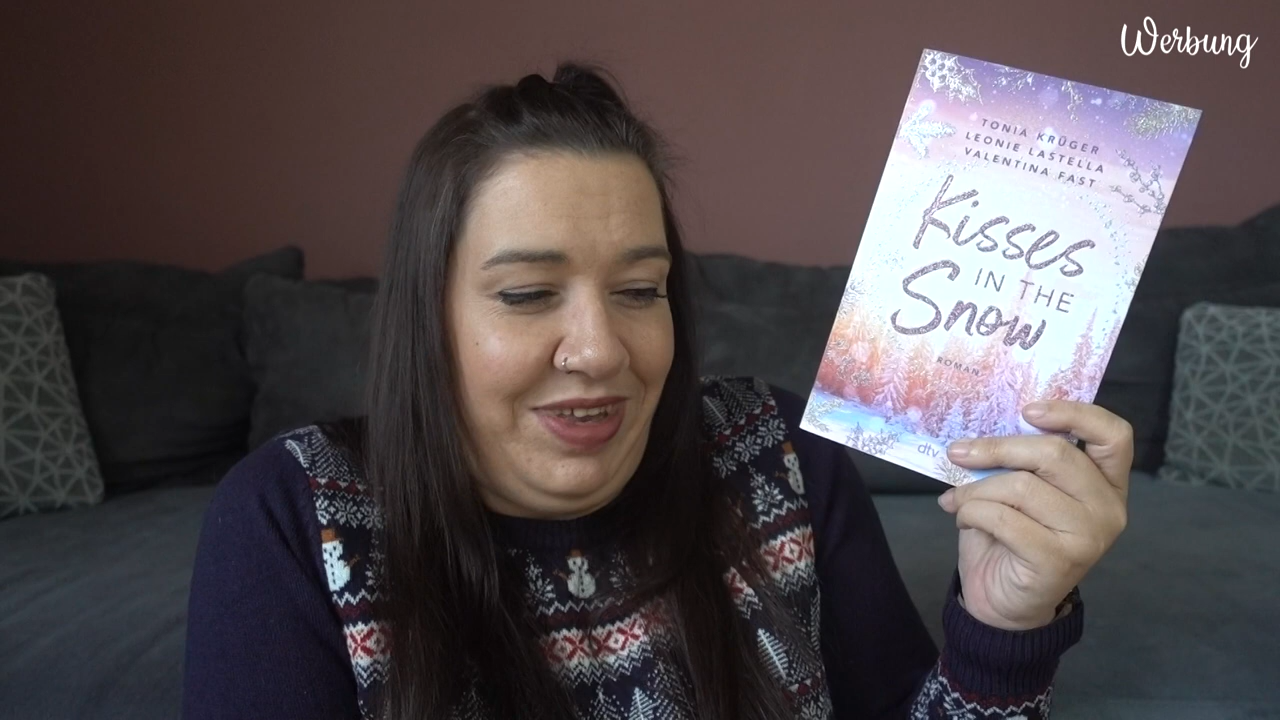 Werbung
TONIA KRÜGER
LEONIE LASTELLA
VALENTINA FAST
Kisses
IN THE
Snow
ROMAN
dtv